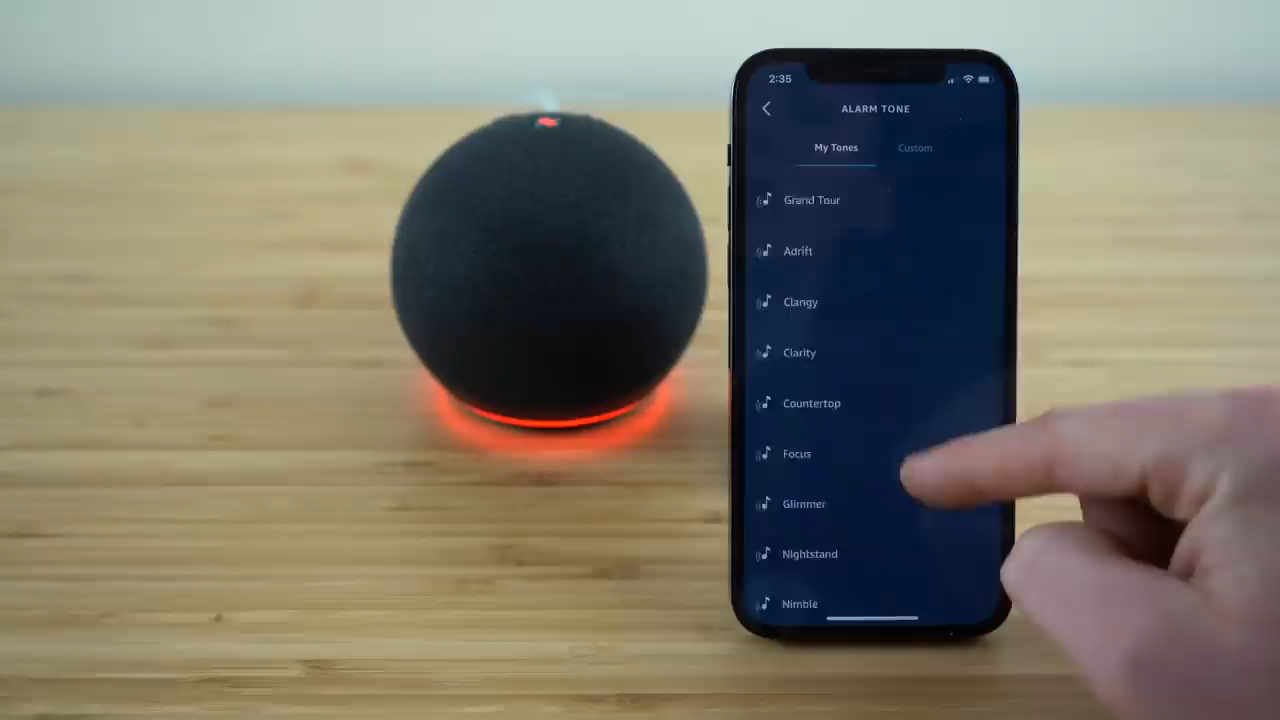 2:35
ALARM TONE
My Tones Custom
Grand Tour
Adrift
Clangy
Clarity
Countertop
Focus
Glimmer
Nightstand
Nimble